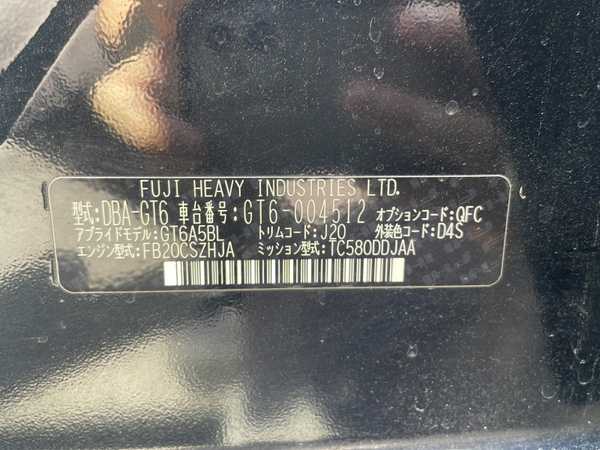 FUJI HEAVY INDUSTRIES LTD.
型式:DBA-GT6 車台番号:GT6-004512 オプションコード:QFC
アプライドモデル:GT6A5BL トリムコード:J20 外装色コード:D4S
エンジン型式:FB20CSZHJA ミッション型式:TC580DDJAA